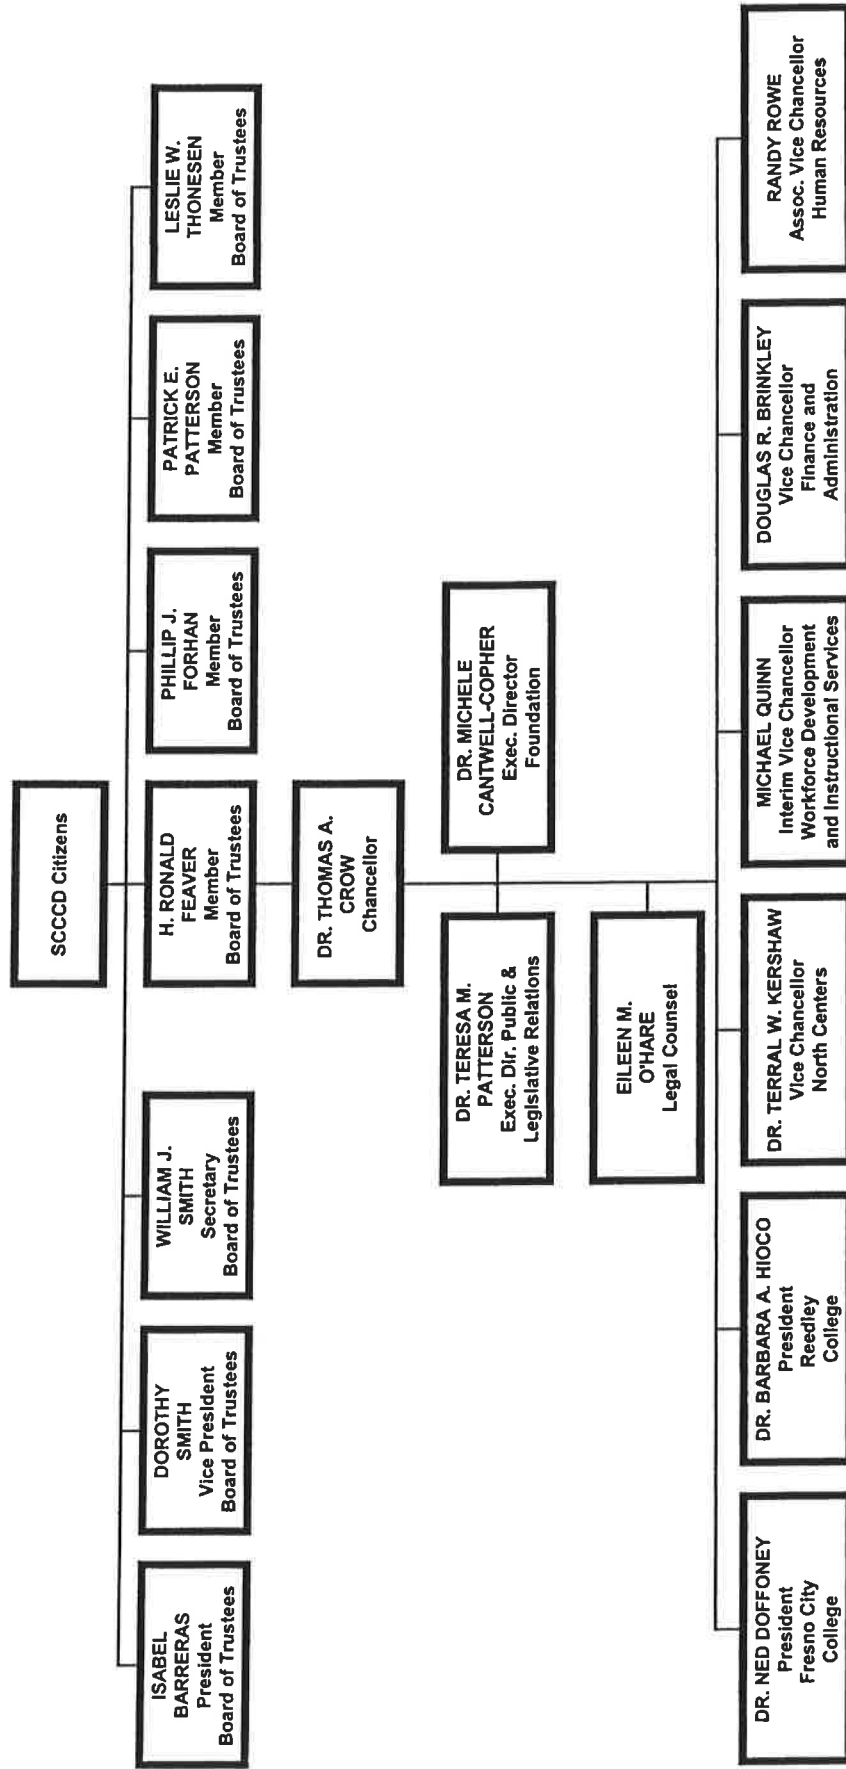 SCCCD Citizens
ISABEL
BARRERAS
President
Board of Trustees
DOROTHY
SMITH
Vice President
Board of Trustees
WILLIAM J.
SMITH
Secretary
Board of Trustees
H. RONALD
FEAVER
Member
Board of Trustees
PHILLIP J.
FORHAN
Member
Board of Trustees
PATRICK E.
PATTERSON
Member
Board of Trustees
LESLIE W.
THONESEN
Member
Board of Trustees
DR. THOMAS A.
CROW
Chancellor
DR. TERESA M.
PATTERSON
Exec. Dir. Public &
Legislative Relations
DR. MICHELE
CANTWELL-COPHER
Exec. Director
Foundation
EILEEN M.
O'HARE
Legal Counsel
DR. NED DOFFONEY
President
Fresno City
College
DR. BARBARA A. HIOCO
President
Reedley
College
DR. TERRAL W. KERSHAW
Vice Chancellor
North Centers
MICHAEL QUINN
Interim Vice Chancellor
Workforce Development
and Instructional Services
DOUGLAS R. BRINKLEY
Vice Chancellor
Finance and
Administration
RANDY ROWE
Assoc. Vice Chancellor
Human Resources